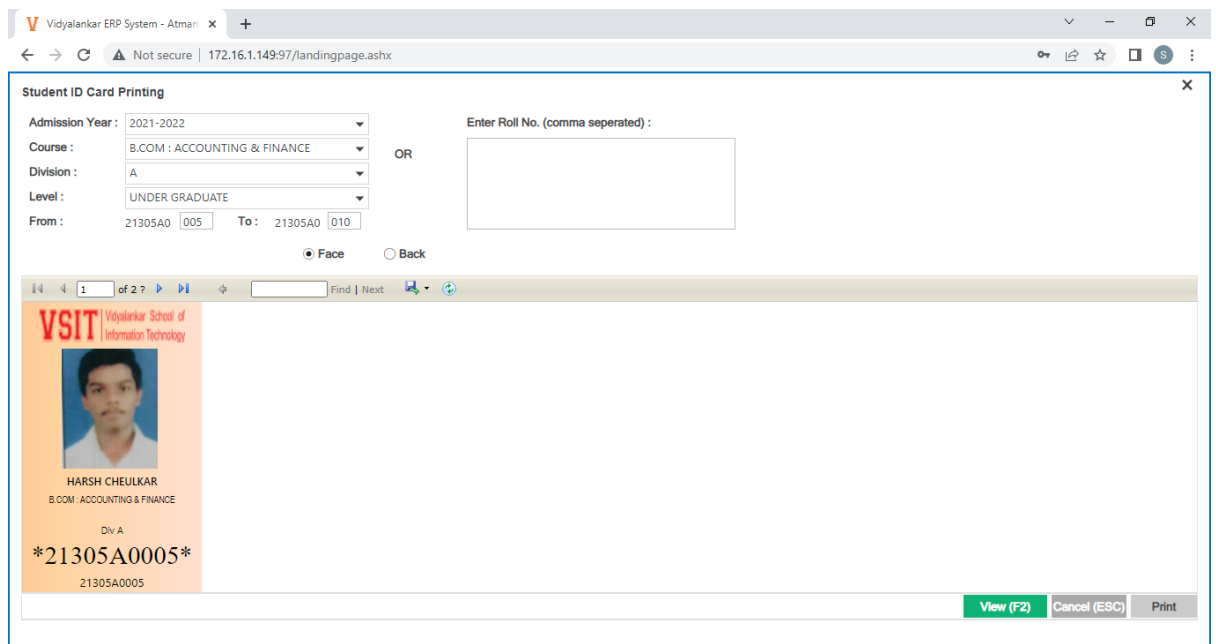 Vidyalankar ERP System - Atman
Not secure | 172.16.1.149:97/landingpage.ashx
S
Student ID Card Printing
Admission Year : 2021-2022
Enter Roll No. (comma seperated) :
Course : B.COM : ACCOUNTING & FINANCE
OR
Division : A
Level : UNDER GRADUATE
From : 21305A0 005 To : 21305A0 010
Face Back
1 of 2 ? Find | Next
VSIT Vidyalankar School of
Information Technology
HARSH CHEULKAR
B.COM : ACCOUNTING & FINANCE
Div A
*21305A0005*
21305A0005
View (F2) Cancel (ESC) Print